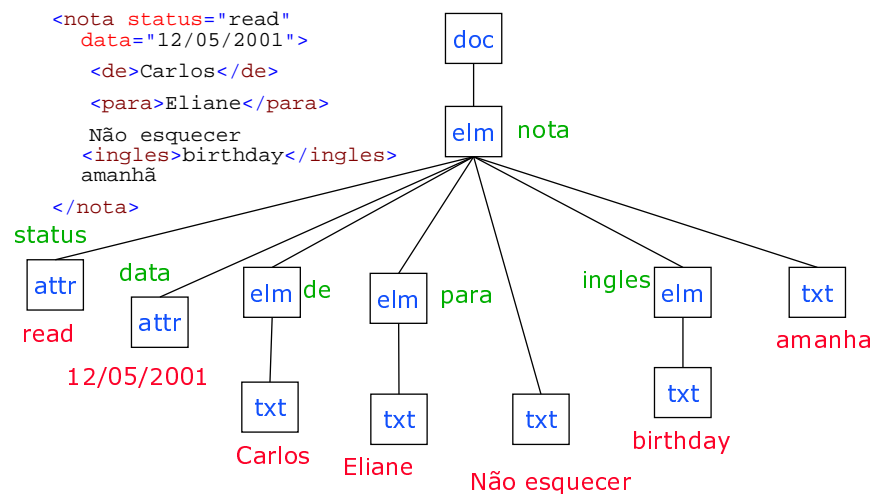 <nota status="read"
data="12/05/2001">
<de>Carlos</de>
<para>Eliane</para>
Não esquecer
<ingles>birthday</ingles>
amanhã
</nota>
doc
elm nota
status
attr
read
data
attr
12/05/2001
elm de
txt
Carlos
elm para
txt
Eliane
txt
Não esquecer
ingles elm
txt
birthday
txt
amanha